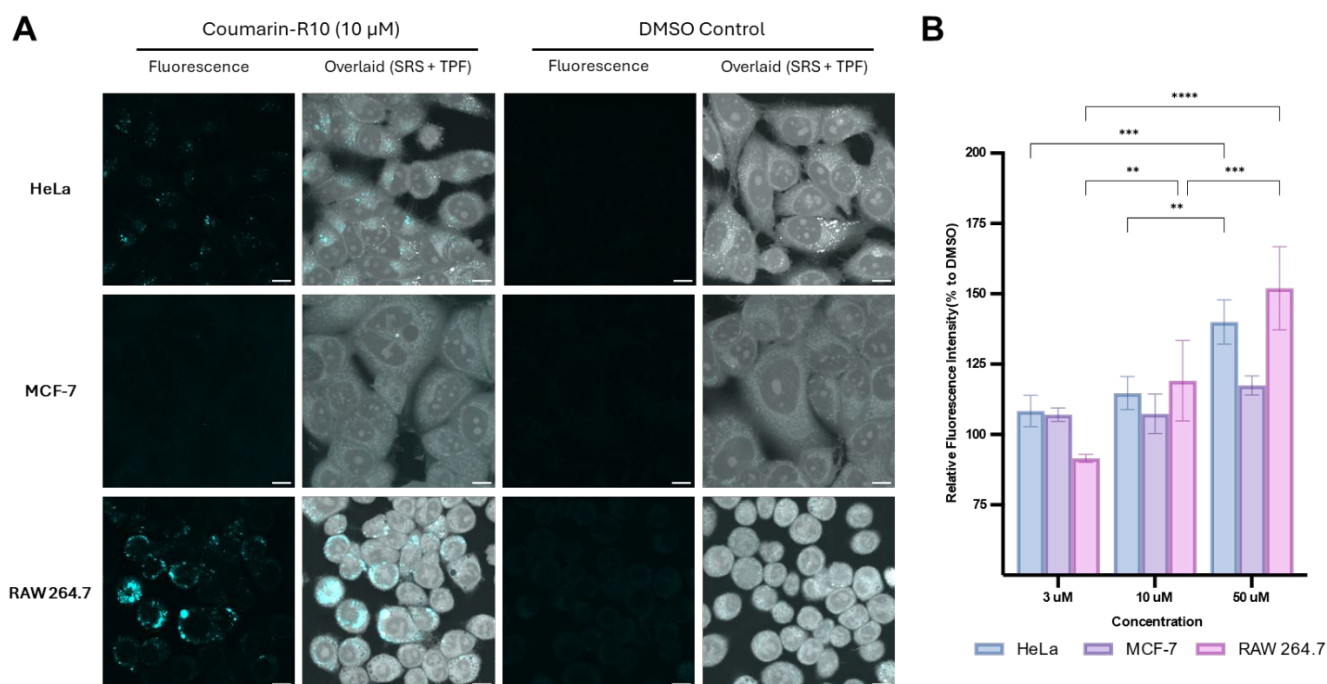 A
Coumarin-R10 (10 µM)
DMSO Control
Fluorescence
Overlaid (SRS + TPF)
Fluorescence
Overlaid (SRS + TPF)
HeLa
MCF-7
RAW 264.7
B
****
***
**
***
**
200
175
150
125
100
75
Relative Fluorescence Intensity(% to DMSO)
3 uM
10 uM
50 uM
Concentration
HeLa
MCF-7
RAW 264.7